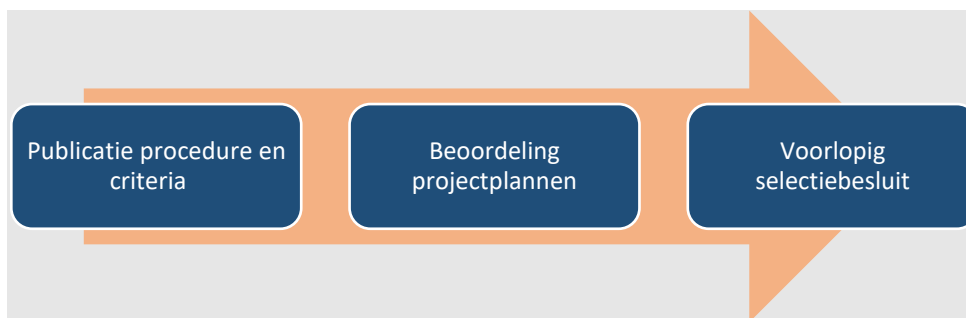 Publicatie procedure en
criteria
Beoordeling
projectplannen
Voorlopig
selectiebesluit